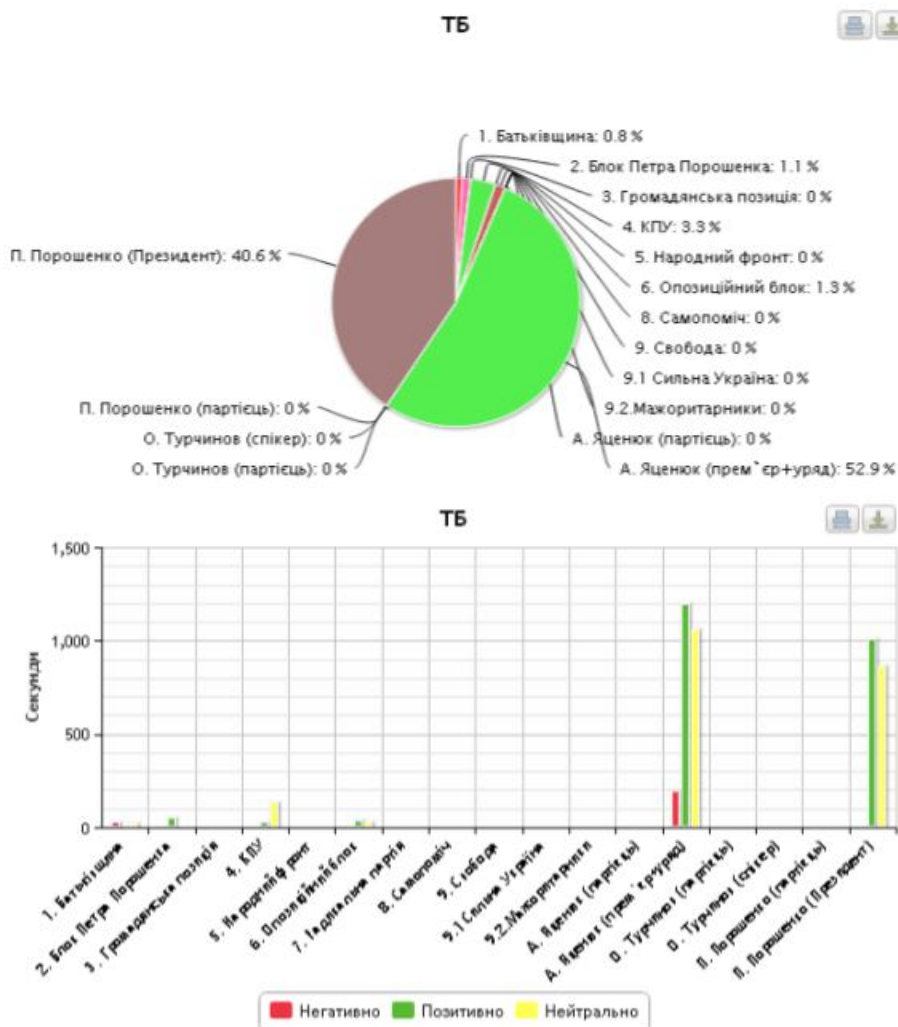 ТБ
1. Батьківщина: 0.8 %
2. Блок Петра Порошенка: 1.1 %
3. Громадянська позиція: 0 %
4. КПУ: 3.3 %
П. Порошенко (Президент): 40.6 %
5. Народний фронт: 0 %
6. Опозиційний блок: 1.3 %
8. Самопоміч: 0 %
9. Свобода: 0 %
9.1 Сильна Україна: 0 %
9.2.Мажоритарники: 0 %
П. Порошенко (партієць): 0 %
О. Турчинов (спікер): 0 %
А. Яценюк (партієць): 0 %
О. Турчинов (партієць): 0 %
А. Яценюк (прем`єр+уряд): 52.9 %
ТБ
1,500
1,000
500
0
Секунди
1. Батьківщина
2. Блок Петра Порошенка
3. Громадянська позиція
4. КПУ
5. Народний фронт
6. Опозиційний блок
7. партія
8. Самопоміч
9. Свобода
9.1 Сильна Україна
9.2.Мажоритарники
А. Яценюк (партієць)
А. Яценюк (прем`єр+уряд)
О. Турчинов (партієць)
О. Турчинов (спікер)
П. Порошенко (партієць)
П. Порошенко (Президент)
Негативно Позитивно Нейтрально